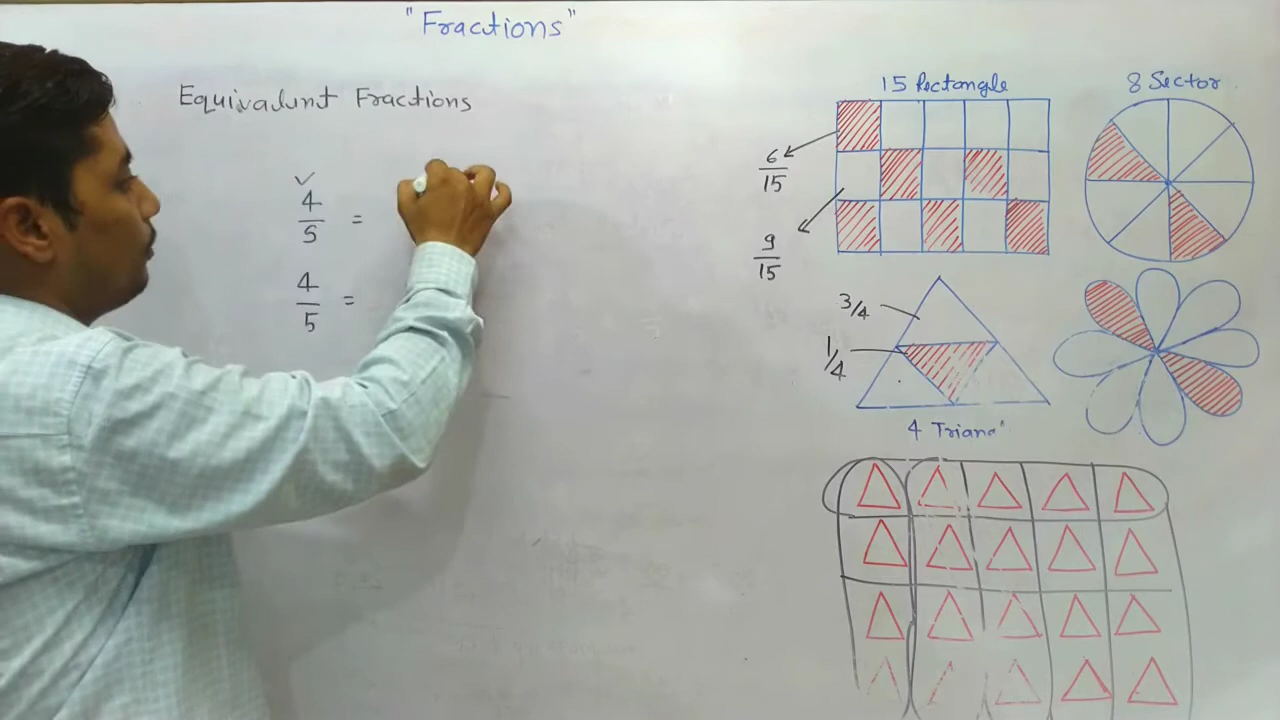 "Fractions"
Equivalent Fractions
4/5 =
4/5 =
15 Rectangle
6/15
9/15
8 Sector
3/4
1/4
4 Triang